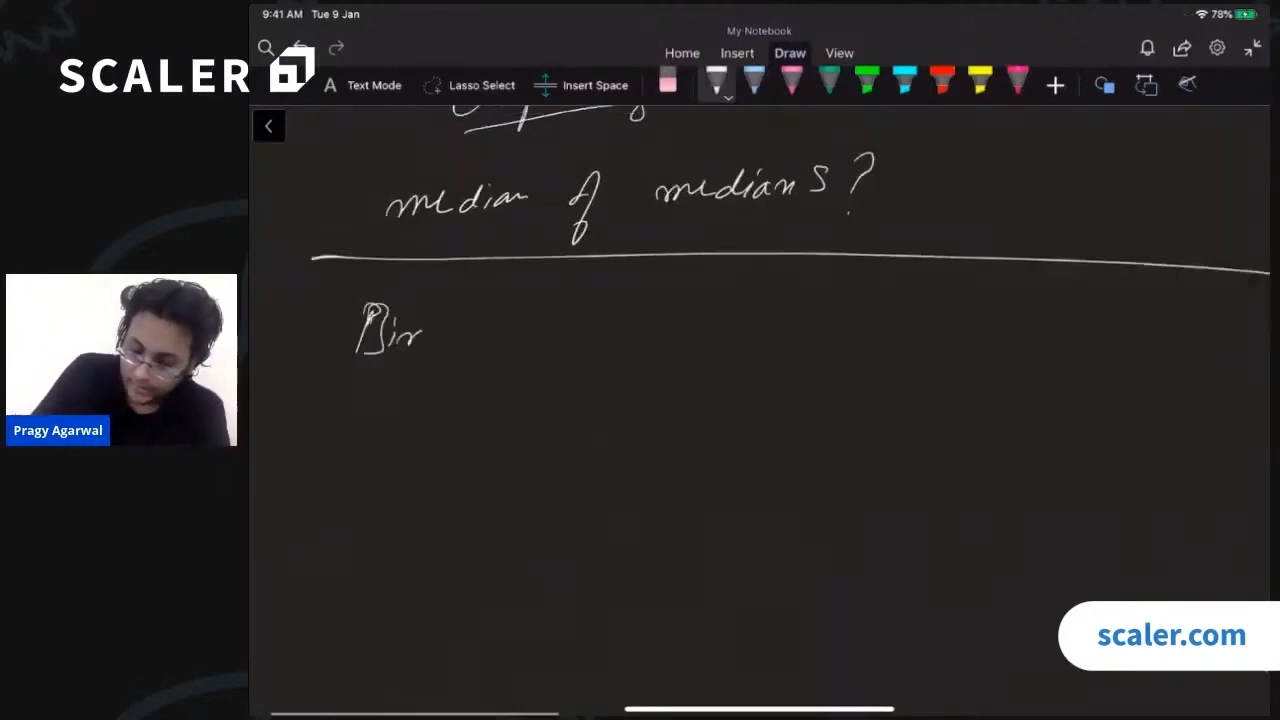 9:41 AM Tue 9 Jan
78%
My Notebook
Home Insert Draw View
SCALER
A Text Mode Lasso Select Insert Space
median of medians?
Bin
Pragy Agarwal
scaler.com